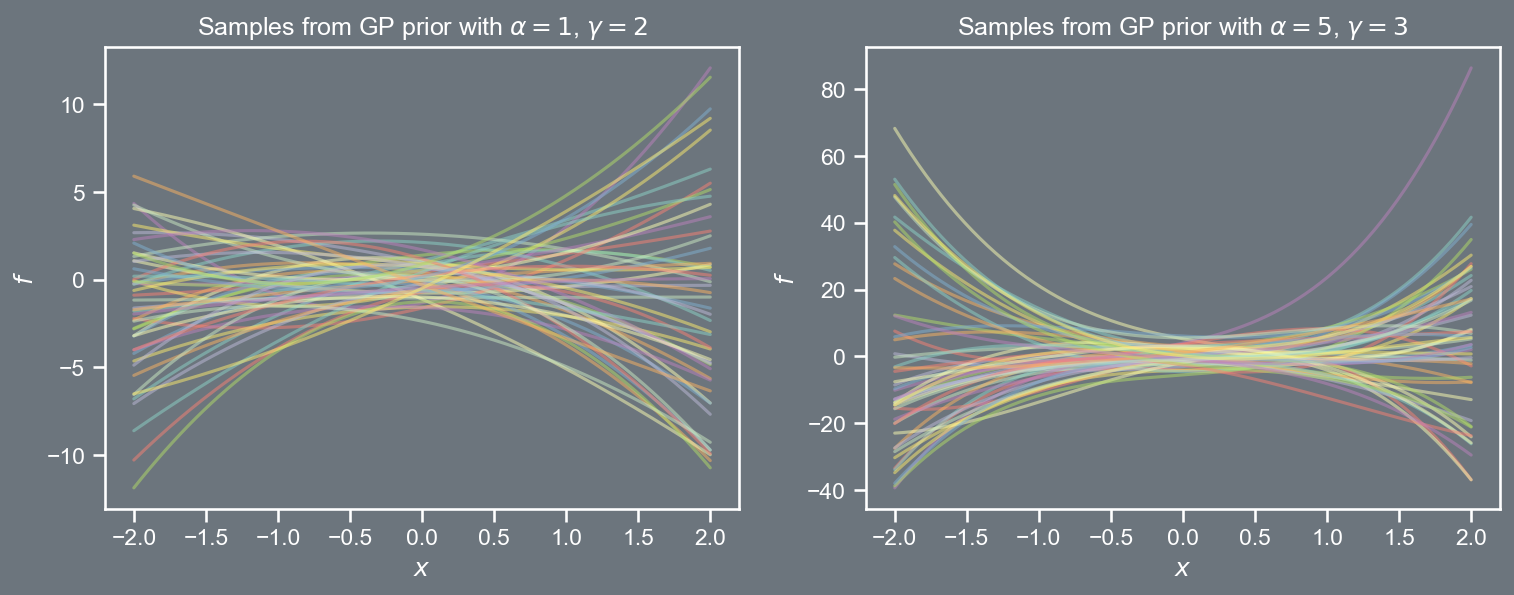 Samples from GP prior with α = 1, γ = 2
10
5
0
−5
−10
f
−2.0 −1.5 −1.0 −0.5 0.0 0.5 1.0 1.5 2.0
x
Samples from GP prior with α = 5, γ = 3
80
60
40
20
0
−20
−40
f
−2.0 −1.5 −1.0 −0.5 0.0 0.5 1.0 1.5 2.0
x